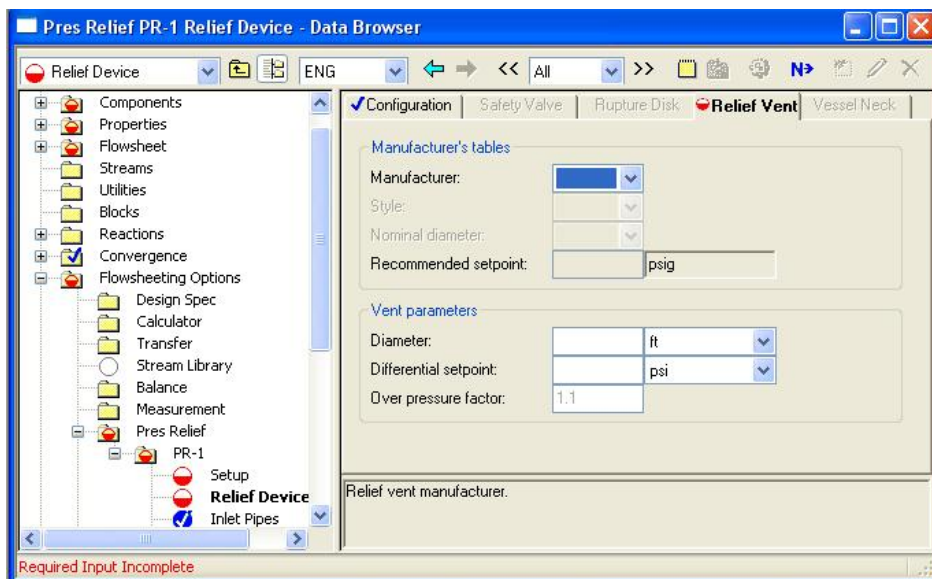 Pres Relief PR-1 Relief Device - Data Browser
Relief Device ENG << All >> N>
Components
Properties
Flowsheet
Streams
Utilities
Blocks
Reactions
Convergence
Flowsheeting Options
Design Spec
Calculator
Transfer
Stream Library
Balance
Measurement
Pres Relief
PR-1
Setup
Relief Device
Inlet Pipes
Configuration Safety Valve Rupture Disk Relief Vent Vessel Neck
Manufacturer's tables
Manufacturer:
Style:
Nominal diameter:
Recommended setpoint: psig
Vent parameters
Diameter: ft
Differential setpoint: psi
Over pressure factor: 1.1
Relief vent manufacturer.
Required Input Incomplete